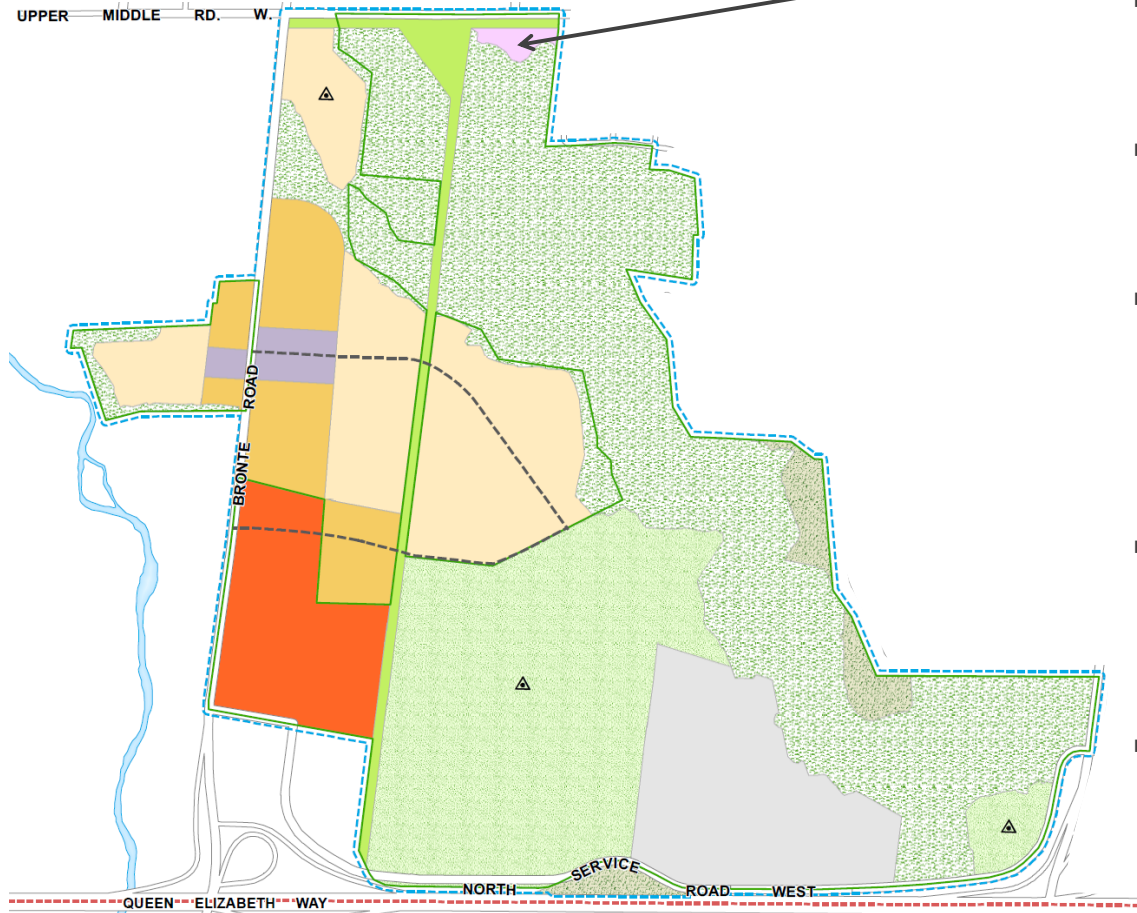 UPPER MIDDLE RD. W.
BRONTE ROAD
NORTH SERVICE ROAD WEST
QUEEN ELIZABETH WAY